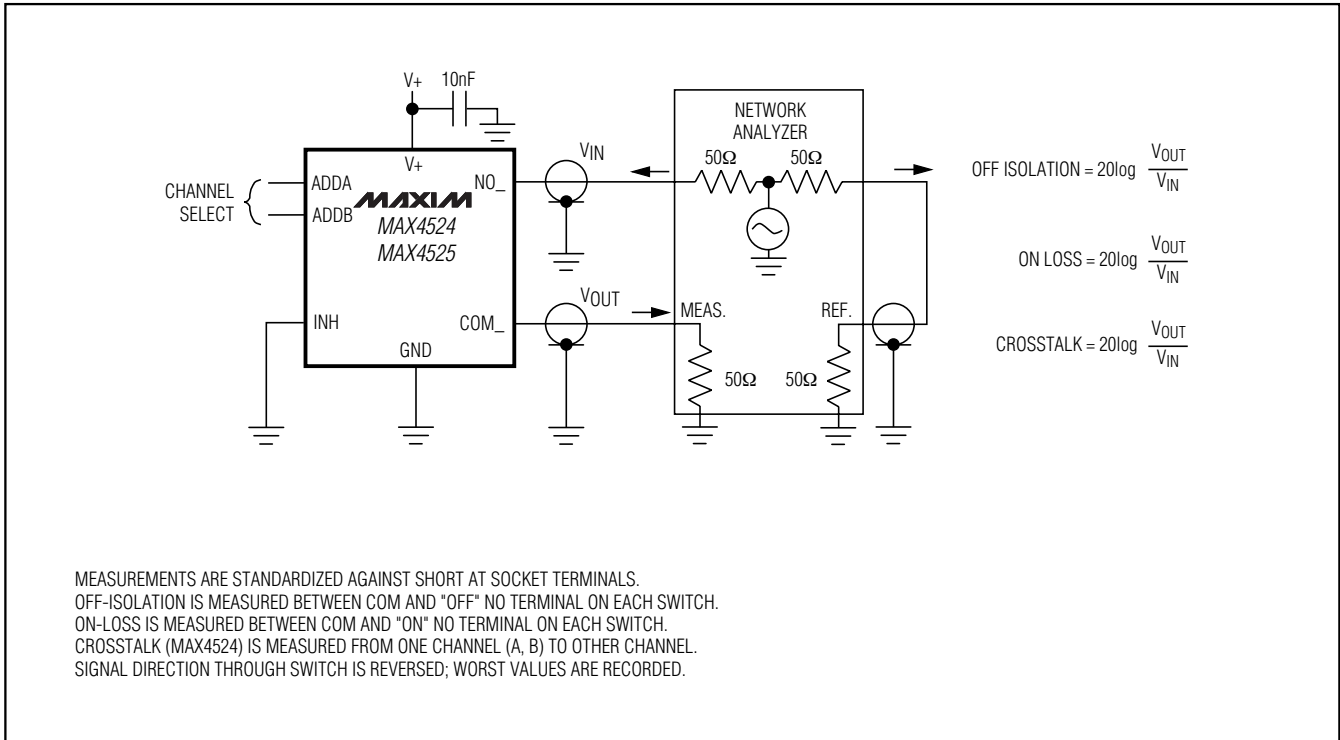 V+ 10nF
V+
CHANNEL
SELECT
ADDA
ADDB
INH
MAXIM
MAX4524
MAX4525
NO_
COM_
GND
VIN
VOUT
NETWORK
ANALYZER
50Ω 50Ω
MEAS. REF.
50Ω 50Ω
OFF ISOLATION = 20log VOUT
VIN
ON LOSS = 20log VOUT
VIN
CROSSTALK = 20log VOUT
VIN
MEASUREMENTS ARE STANDARDIZED AGAINST SHORT AT SOCKET TERMINALS.
OFF-ISOLATION IS MEASURED BETWEEN COM AND "OFF" NO TERMINAL ON EACH SWITCH.
ON-LOSS IS MEASURED BETWEEN COM AND "ON" NO TERMINAL ON EACH SWITCH.
CROSSTALK (MAX4524) IS MEASURED FROM ONE CHANNEL (A, B) TO OTHER CHANNEL.
SIGNAL DIRECTION THROUGH SWITCH IS REVERSED; WORST VALUES ARE RECORDED.